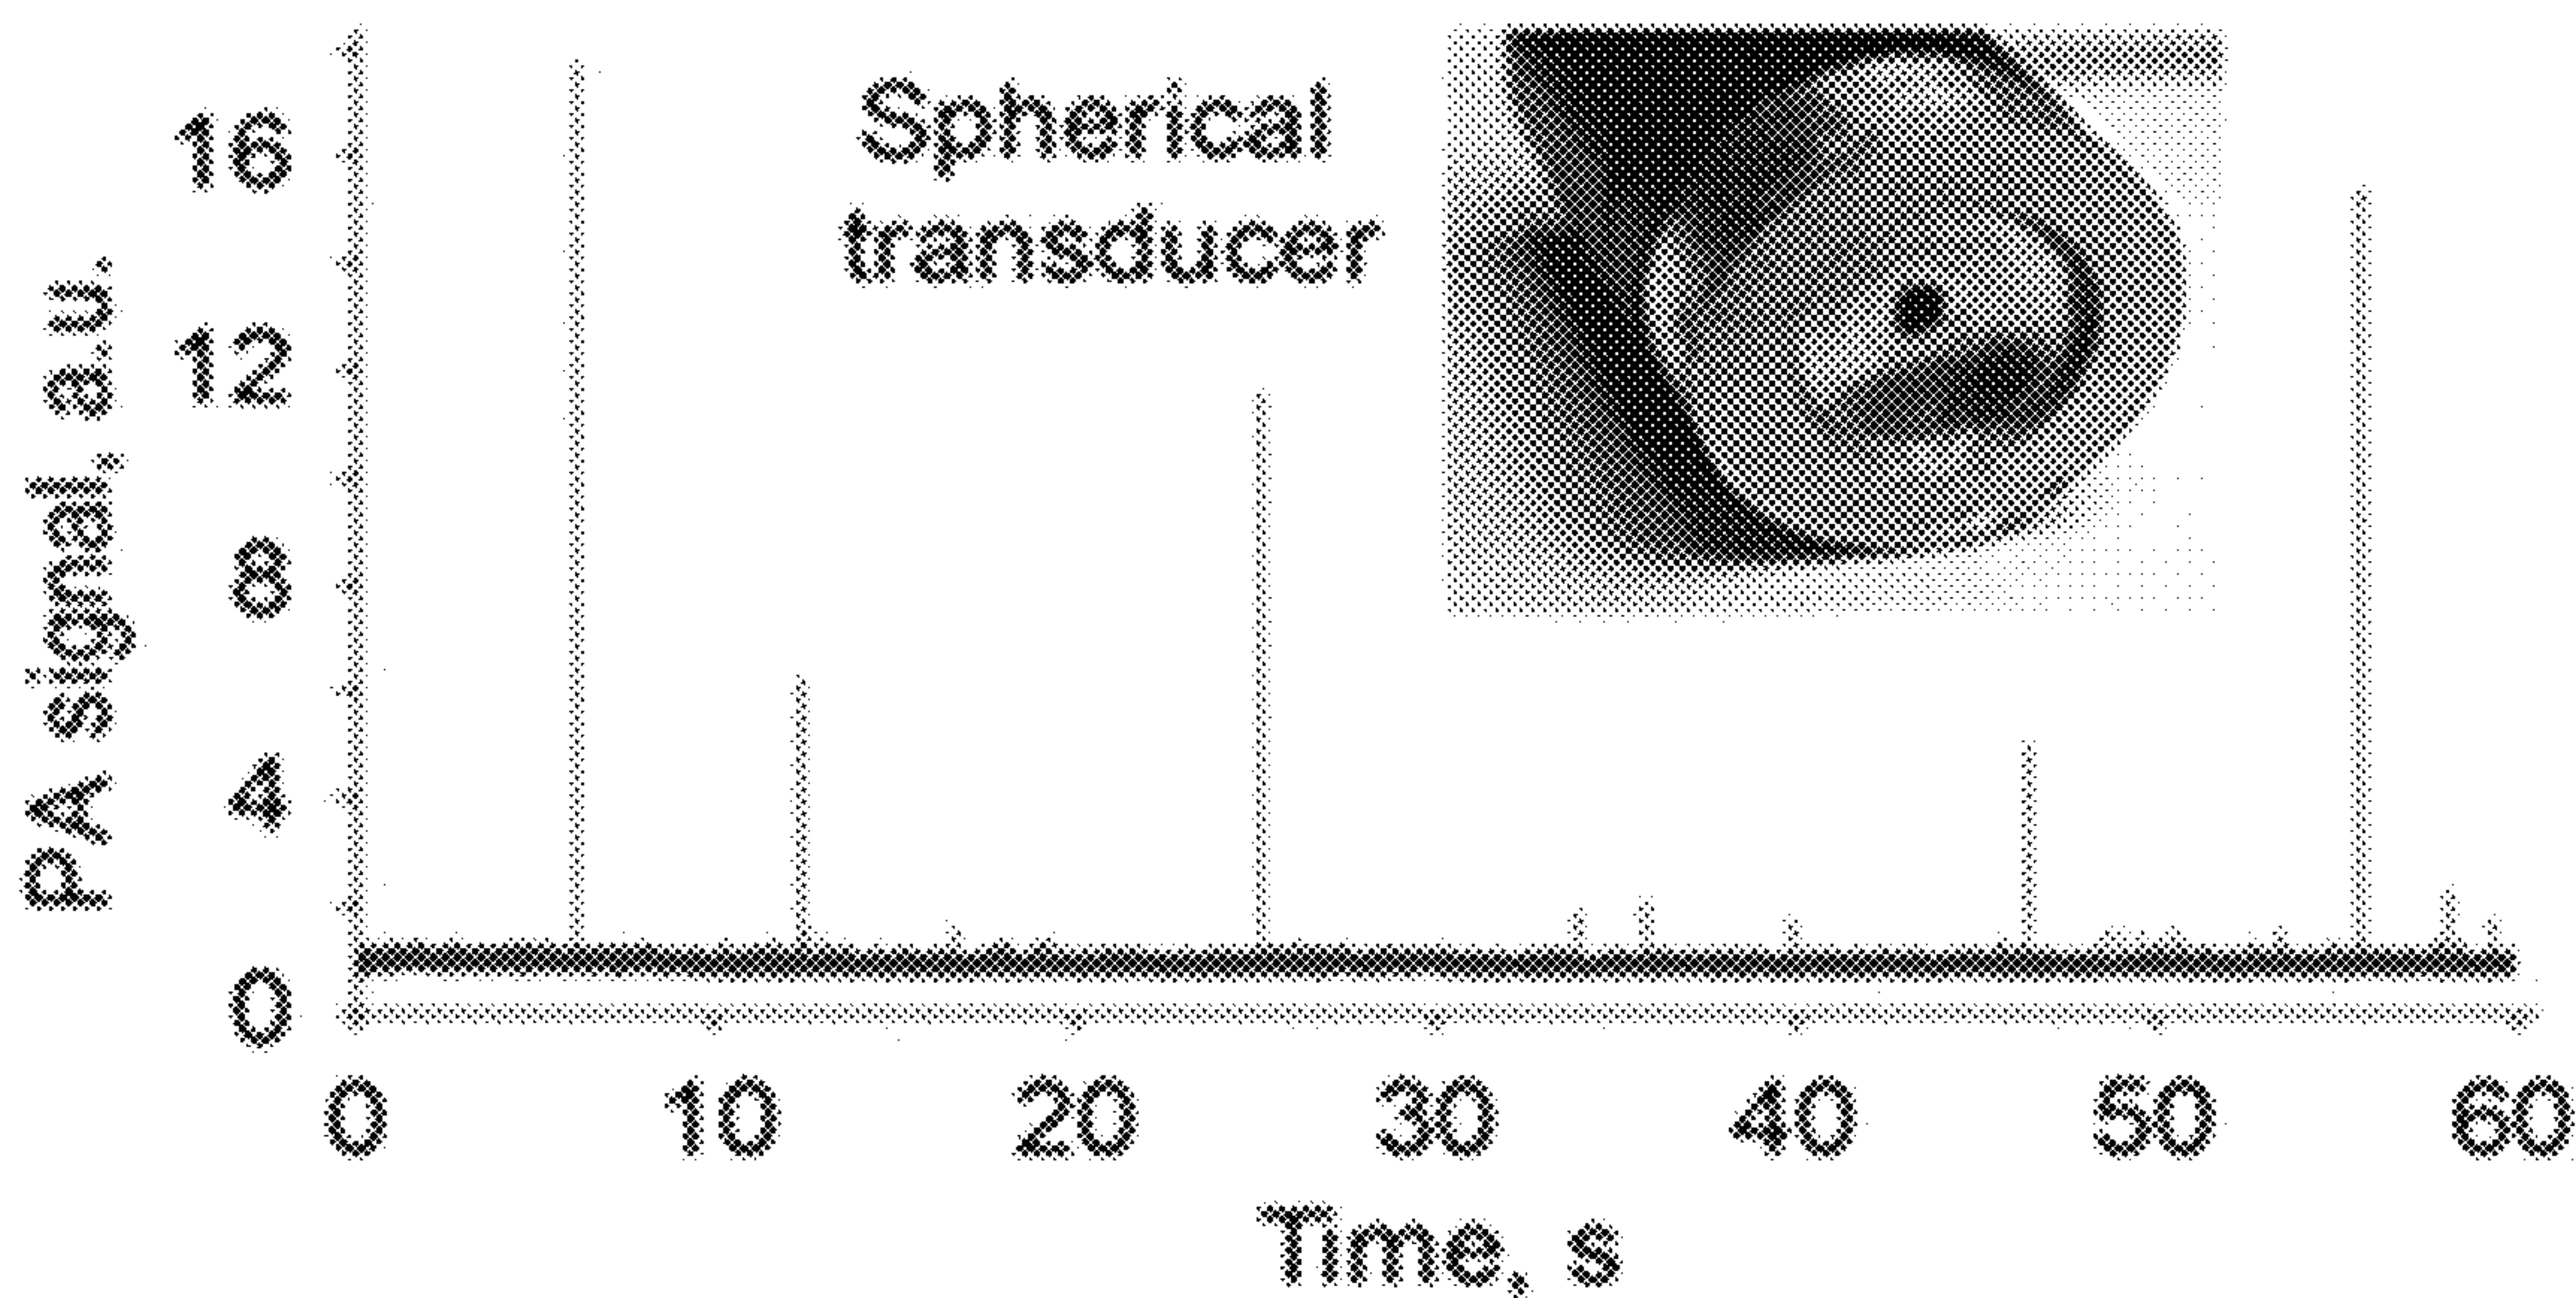 Spherical
transducer
PA signal, a.u.
16
12
8
4
0
0 10 20 30 40 50 60
Time, s